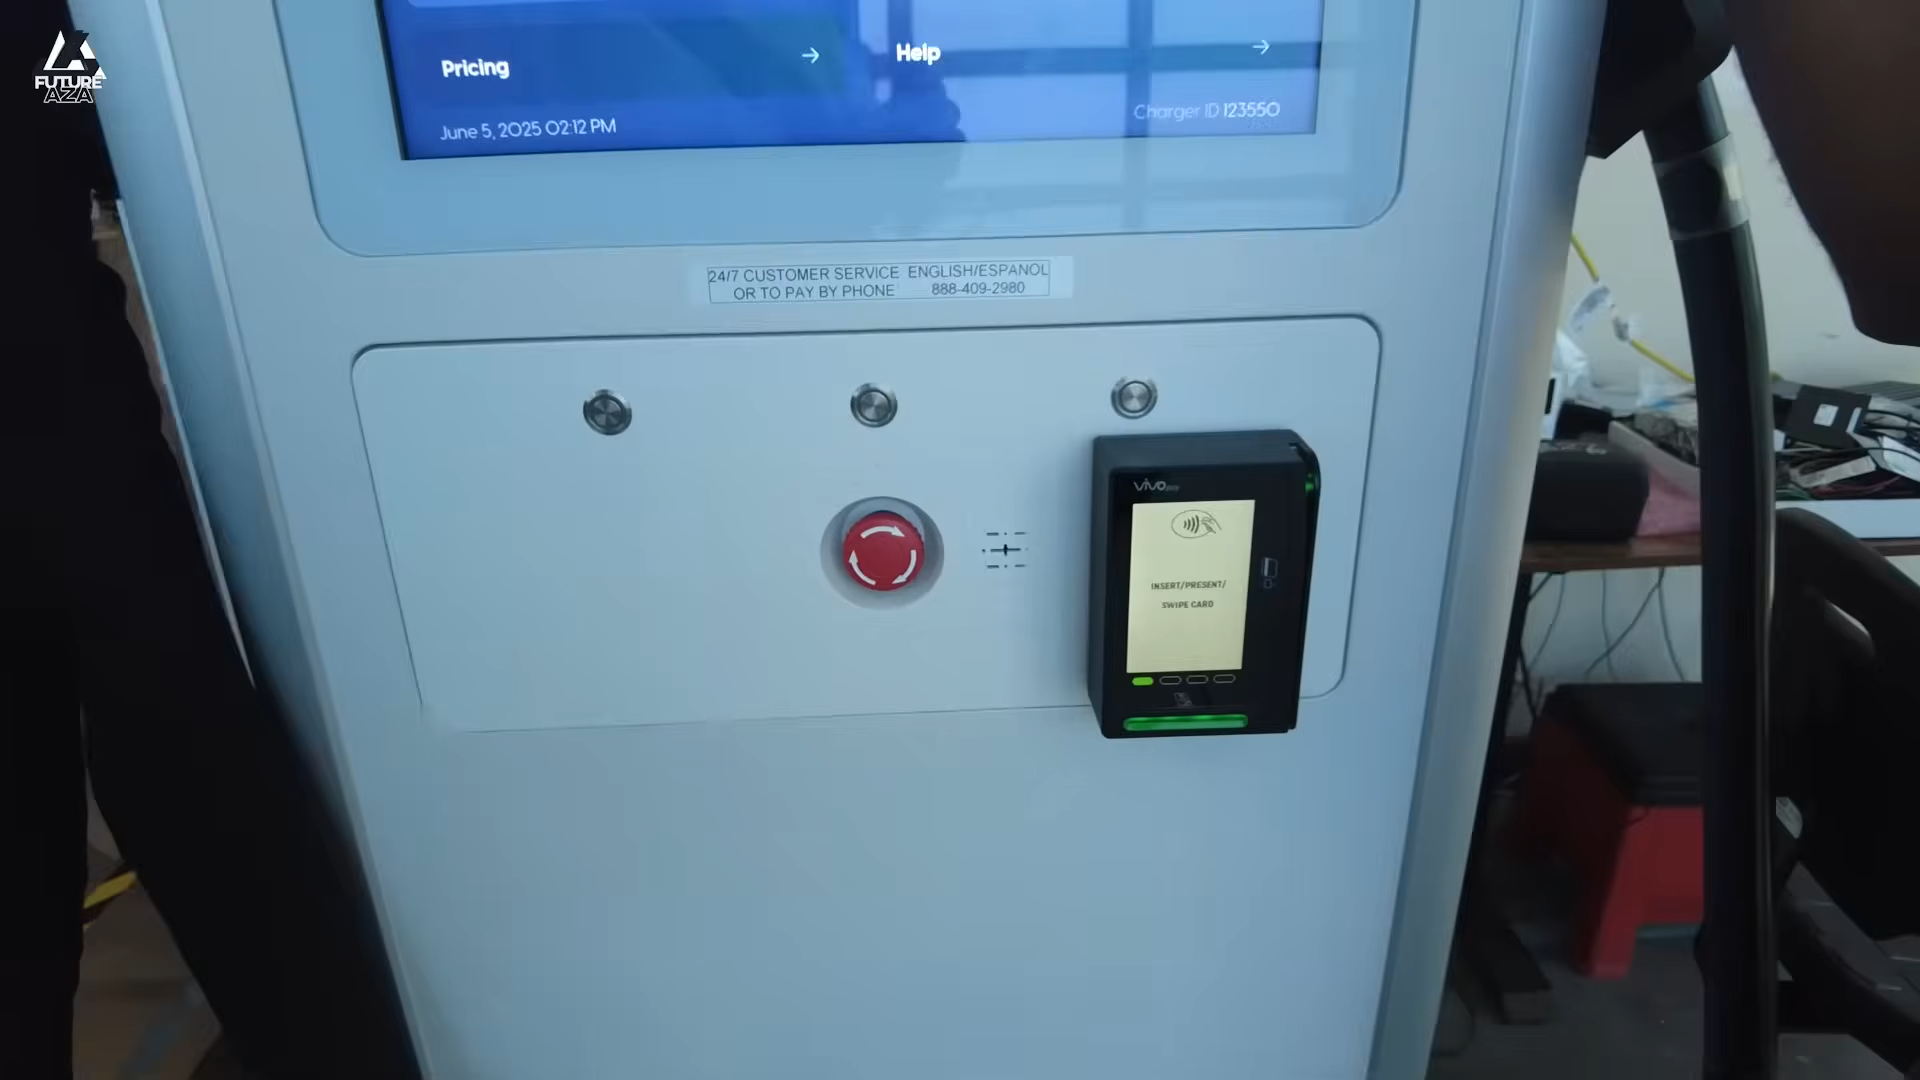 FUTURE
AZA
Pricing
Help
June 5, 2025 02:12 PM
Charger ID 123550
24/7 CUSTOMER SERVICE ENGLISH/ESPANOL
OR TO PAY BY PHONE 888-409-2980
VIVO
INSERT/PRESENT/
SWIPE CARD